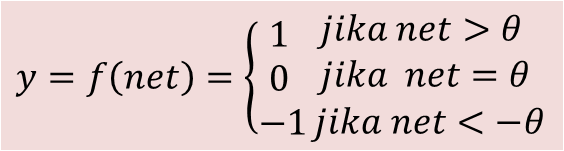 1 jika net > θ
y = f(net) = { 0 jika net = θ
−1 jika net < −θ